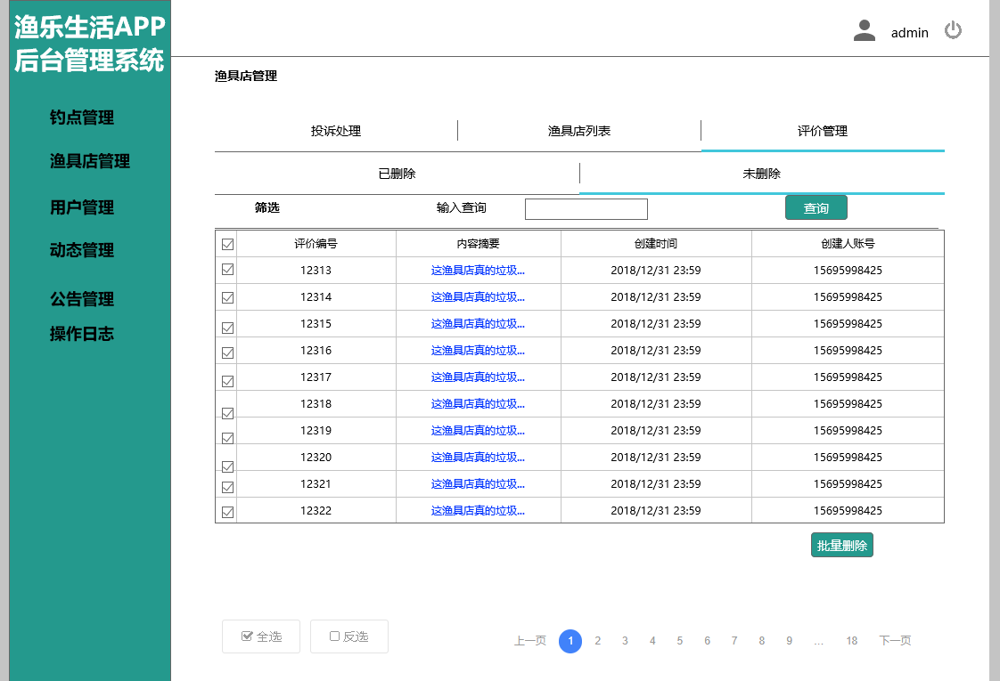 渔乐生活APP
后台管理系统
admin
渔具店管理
钓点管理
渔具店管理
用户管理
动态管理
公告管理
操作日志
投诉处理 渔具店列表 评价管理
已删除 未删除
筛选 输入查询 查询
评价编号 内容摘要 创建时间 创建人账号
12313 这渔具店真的垃圾... 2018/12/31 23:59 15695998425
12314 这渔具店真的垃圾... 2018/12/31 23:59 15695998425
12315 这渔具店真的垃圾... 2018/12/31 23:59 15695998425
12316 这渔具店真的垃圾... 2018/12/31 23:59 15695998425
12317 这渔具店真的垃圾... 2018/12/31 23:59 15695998425
12318 这渔具店真的垃圾... 2018/12/31 23:59 15695998425
12319 这渔具店真的垃圾... 2018/12/31 23:59 15695998425
12320 这渔具店真的垃圾... 2018/12/31 23:59 15695998425
12321 这渔具店真的垃圾... 2018/12/31 23:59 15695998425
12322 这渔具店真的垃圾... 2018/12/31 23:59 15695998425
批量删除
全选 反选
上一页 1 2 3 4 5 6 7 8 9 ... 18 下一页